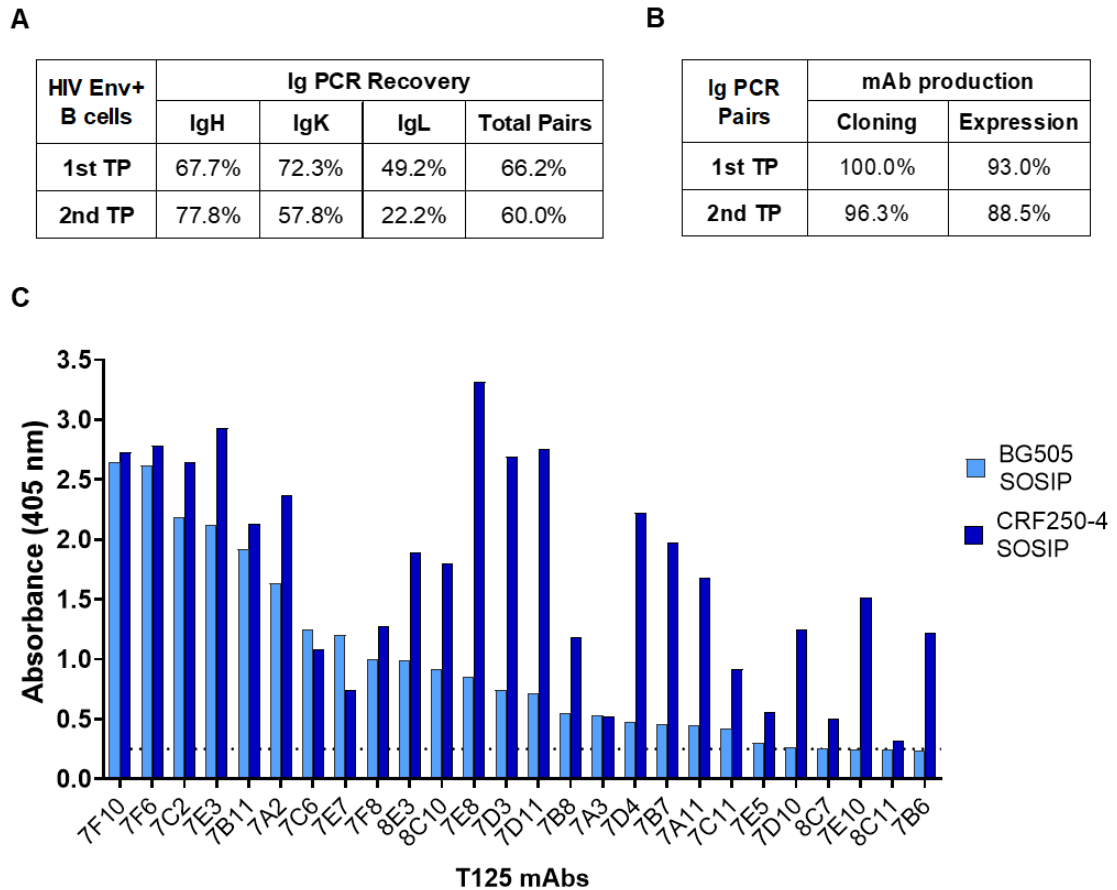 A
HIV Env+ B cells | Ig PCR Recovery
IgH | IgK | IgL | Total Pairs
1st TP | 67.7% | 72.3% | 49.2% | 66.2%
2nd TP | 77.8% | 57.8% | 22.2% | 60.0%
B
Ig PCR Pairs | mAb production
Cloning | Expression
1st TP | 100.0% | 93.0%
2nd TP | 96.3% | 88.5%
C
Absorbance (405 nm)
3.5
3.0
2.5
2.0
1.5
1.0
0.5
0.0
7F10 7F6 7C2 7E3 7B11 7A2 7C6 7E7 7F8 8E3 8C10 7E8 7D3 7D11 7B8 7A3 7D4 7B7 7A11 7C11 7E5 7D10 8C7 7E10 8C11 7B6
T125 mAbs
BG505
SOSIP
CRF250-4
SOSIP